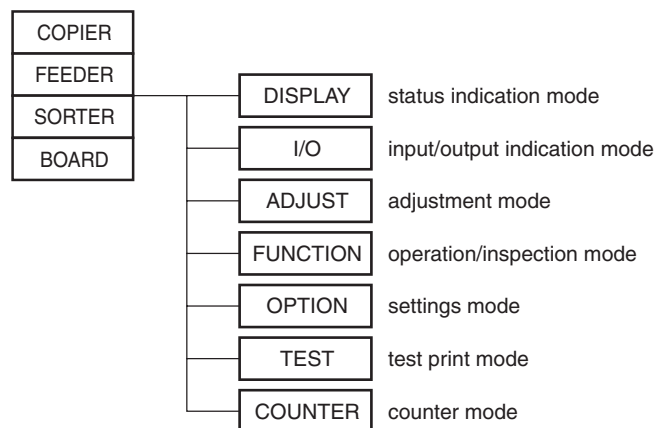 COPIER
FEEDER
SORTER
BOARD
DISPLAY status indication mode
I/O input/output indication mode
ADJUST adjustment mode
FUNCTION operation/inspection mode
OPTION settings mode
TEST test print mode
COUNTER counter mode